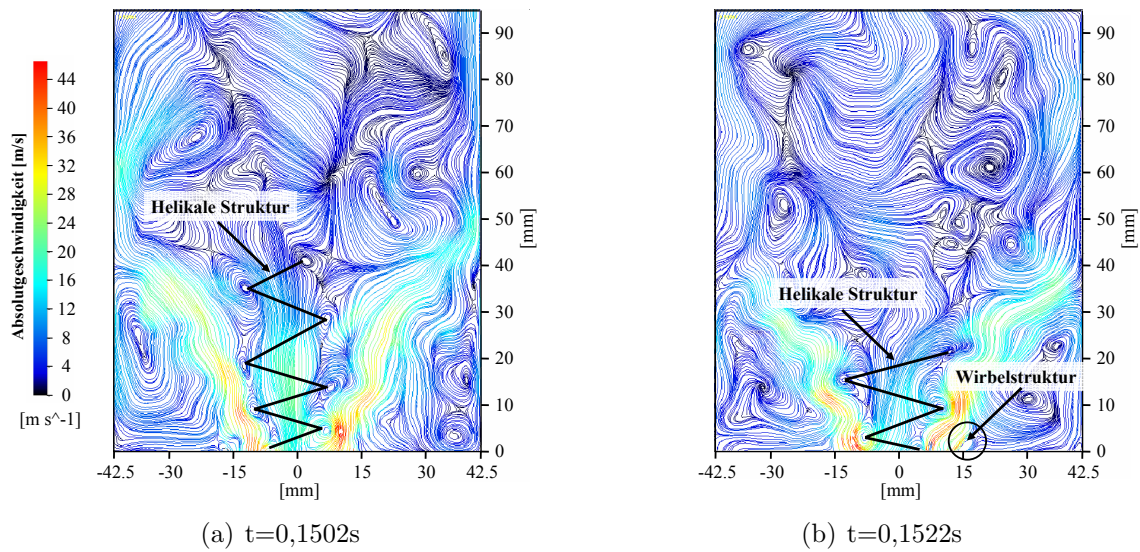 Absolutgeschwindigkeit [m/s]
44
40
36
32
28
24
20
16
12
8
4
0
[m s^-1]
Helikale Struktur
90
80
70
60
50
40
30
20
10
0
[mm]
-42.5 -15 0 30 42.5
[mm]
(a) t=0,1502s
Helikale Struktur
Wirbelstruktur
90
80
70
60
50
40
30
20
10
0
[mm]
-42.5 -15 0 15 30 42.5
[mm]
(b) t=0,1522s